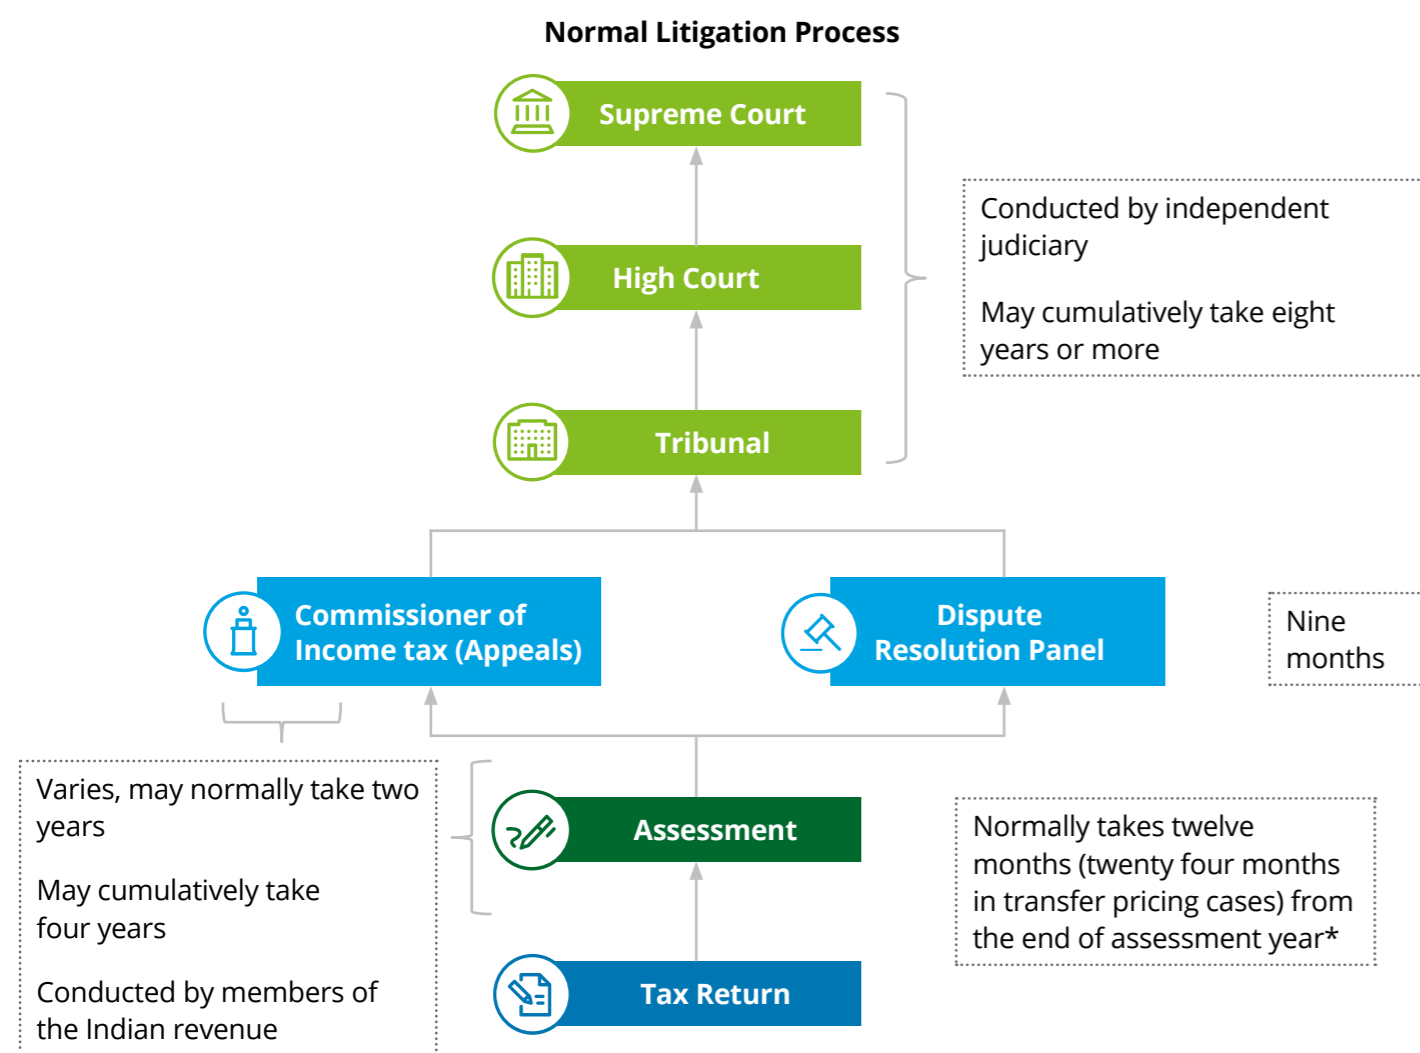 Normal Litigation Process
Supreme Court
Conducted by independent
judiciary
May cumulatively take eight
years or more
High Court
Tribunal
Commissioner of
Income tax (Appeals)
Dispute
Resolution Panel
Nine
months
Varies, may normally take two
years
May cumulatively take
four years
Conducted by members of
the Indian revenue
Assessment
Normally takes twelve
months (twenty four months
in transfer pricing cases) from
the end of assessment year*
Tax Return